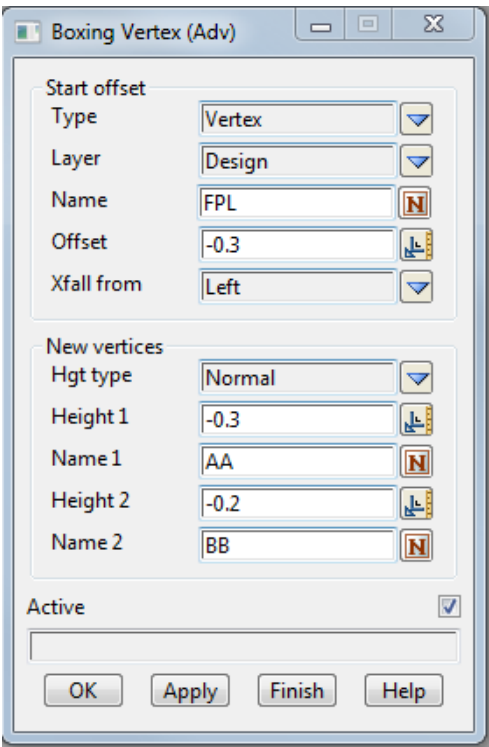 Boxing Vertex (Adv)
Start offset
Type Vertex
Layer Design
Name FPL N
Offset -0.3
Xfall from Left
New vertices
Hgt type Normal
Height 1 -0.3
Name 1 AA N
Height 2 -0.2
Name 2 BB N
Active
OK Apply Finish Help